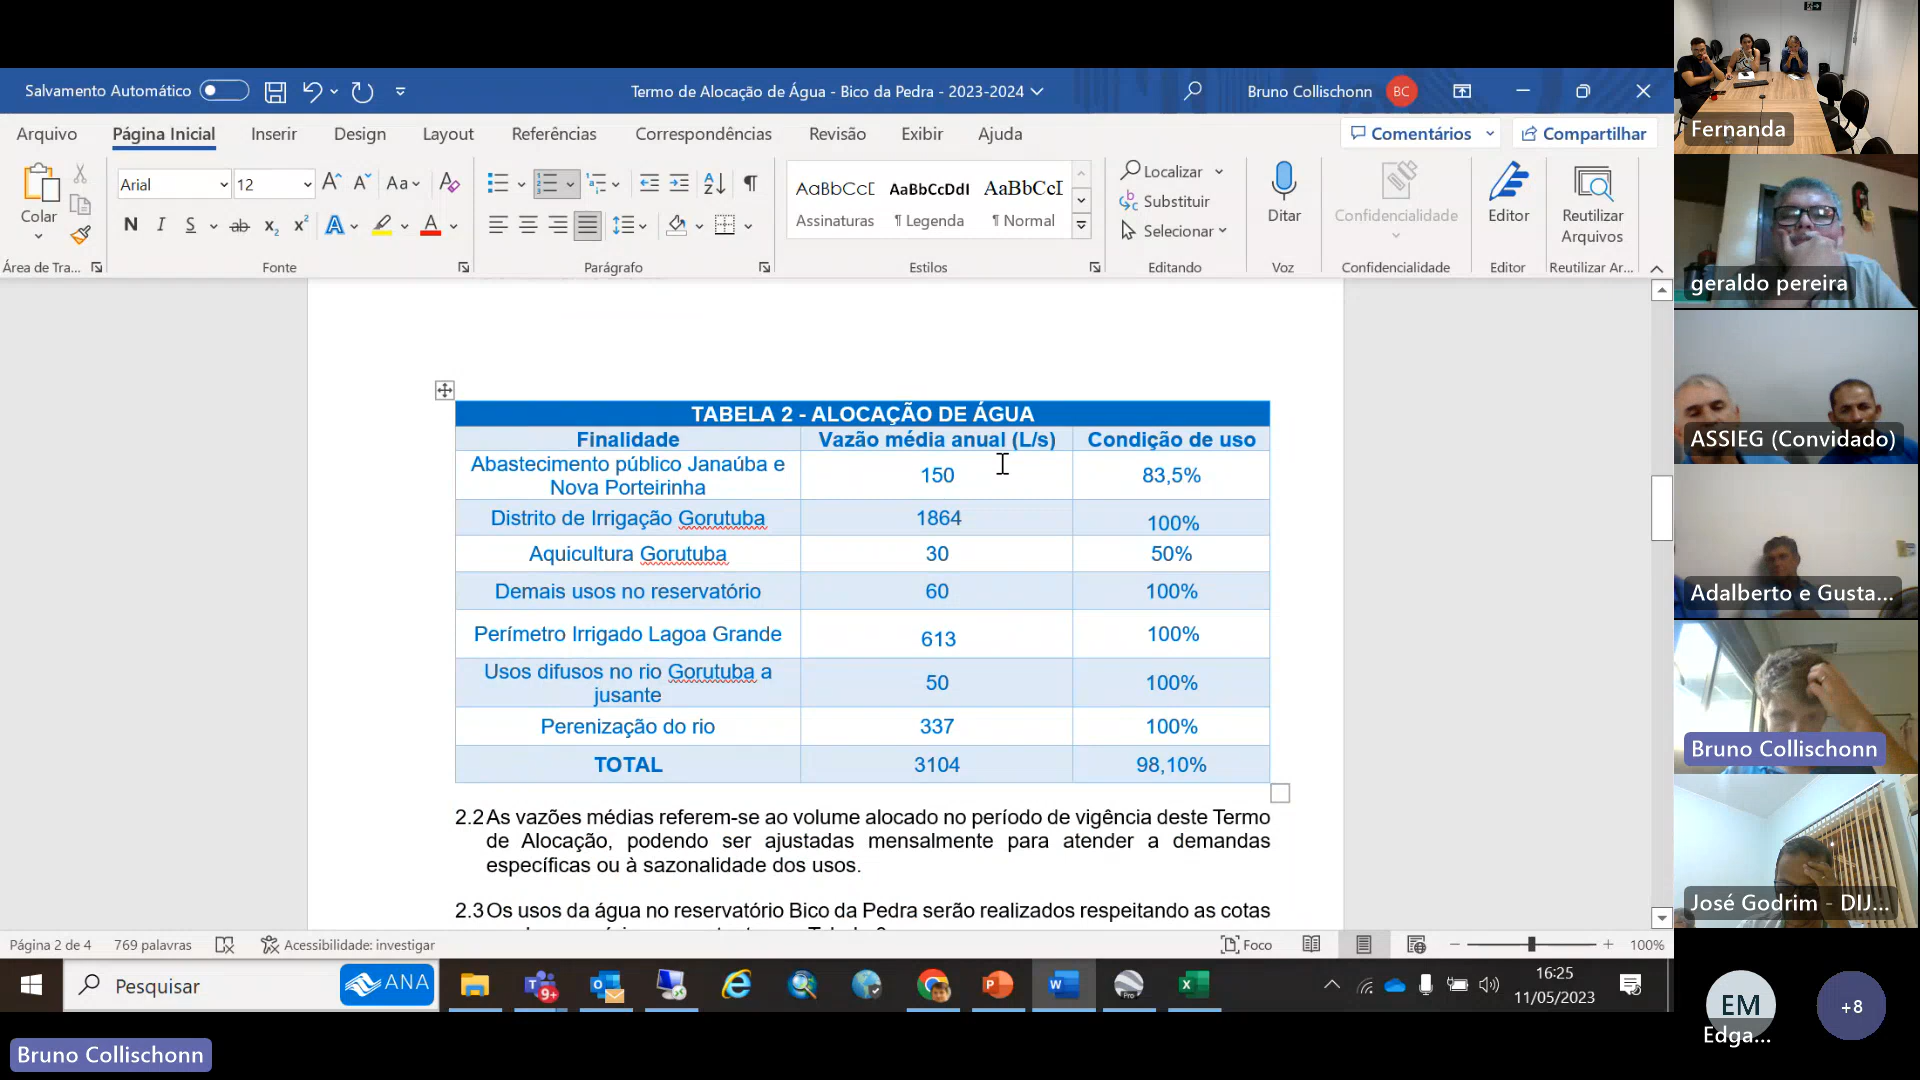 Salvamento Automático
Termo de Alocação de Água - Bico da Pedra - 2023-2024
Bruno Collischonn
BC
Arquivo
Página Inicial
Inserir
Design
Layout
Referências
Correspondências
Revisão
Exibir
Ajuda
Comentários
Compartilhar
Colar
Arial
12
N I S ab x₂ x²
Aa
AaBbCcI
Assinaturas
AaBbCcDdI
¶ Legenda
AaBbCcI
¶ Normal
Localizar
Substituir
Selecionar
Ditar
Confidencialidade
Editor
Reutilizar
Arquivos
Área de Tra...
Fonte
Parágrafo
Estilos
Editando
Voz
Confidencialidade
Editor
Reutilizar Ar...
TABELA 2 - ALOCAÇÃO DE ÁGUA
Finalidade Vazão média anual (L/s) Condição de uso
Abastecimento público Janaúba e
Nova Porteirinha 150 83,5%
Distrito de Irrigação Gorutuba 1864 100%
Aquicultura Gorutuba 30 50%
Demais usos no reservatório 60 100%
Perímetro Irrigado Lagoa Grande 613 100%
Usos difusos no rio Gorutuba a
jusante 50 100%
Perenização do rio 337 100%
TOTAL 3104 98,10%
2.2 As vazões médias referem-se ao volume alocado no período de vigência deste Termo
de Alocação, podendo ser ajustadas mensalmente para atender a demandas
específicas ou à sazonalidade dos usos.
2.3 Os usos da água no reservatório Bico da Pedra serão realizados respeitando as cotas
Página 2 de 4
769 palavras
Acessibilidade: investigar
Foco
100%
Pesquisar
ANA
9+
Pro
16:25
11/05/2023
Bruno Collischonn
Fernanda
geraldo pereira
ASSIEG (Convidado)
Adalberto e Gusta...
Bruno Collischonn
José Godrim - DIJ...
EM
Edga...
+8